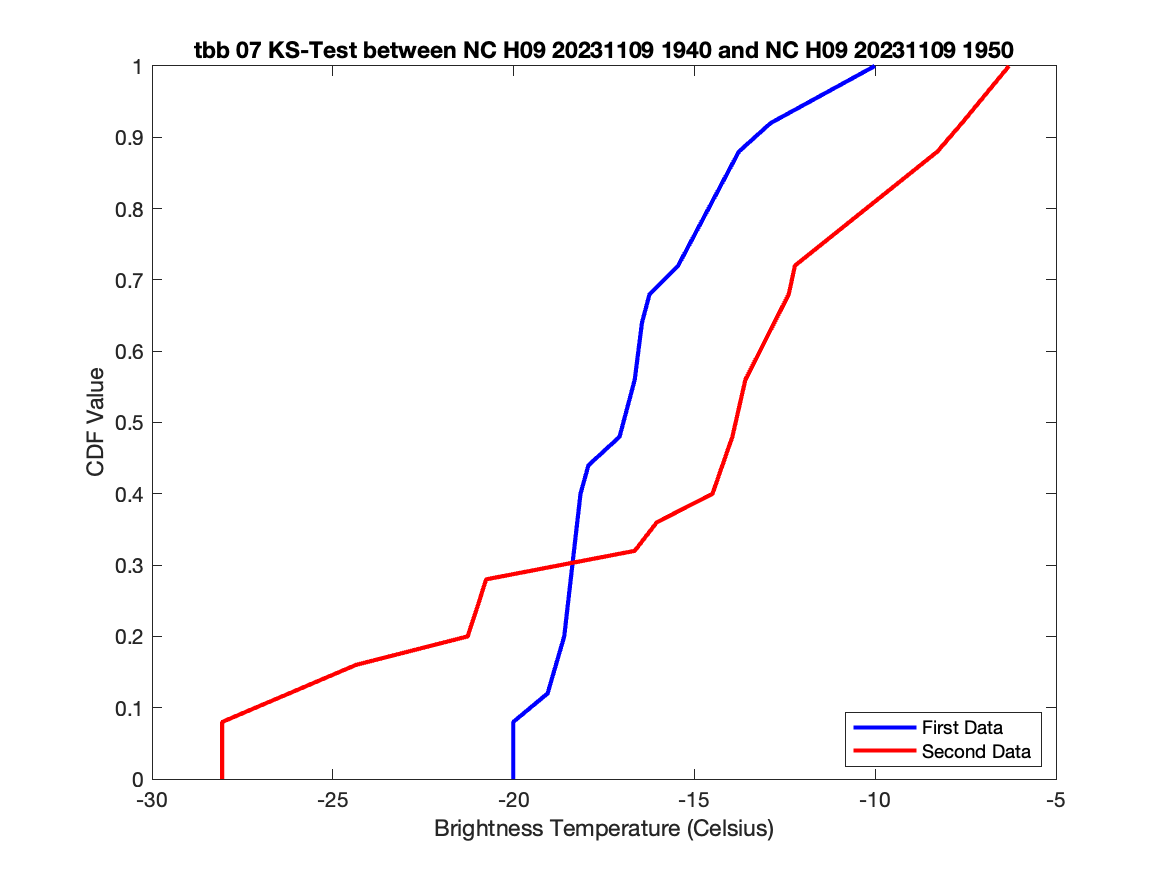 tbb 07 KS-Test between NC H09 20231109 1940 and NC H09 20231109 1950
1
0.9
0.8
0.7
0.6
0.5
0.4
0.3
0.2
0.1
0
CDF Value
First Data
Second Data
-30 -25 -20 -15 -10 -5
Brightness Temperature (Celsius)